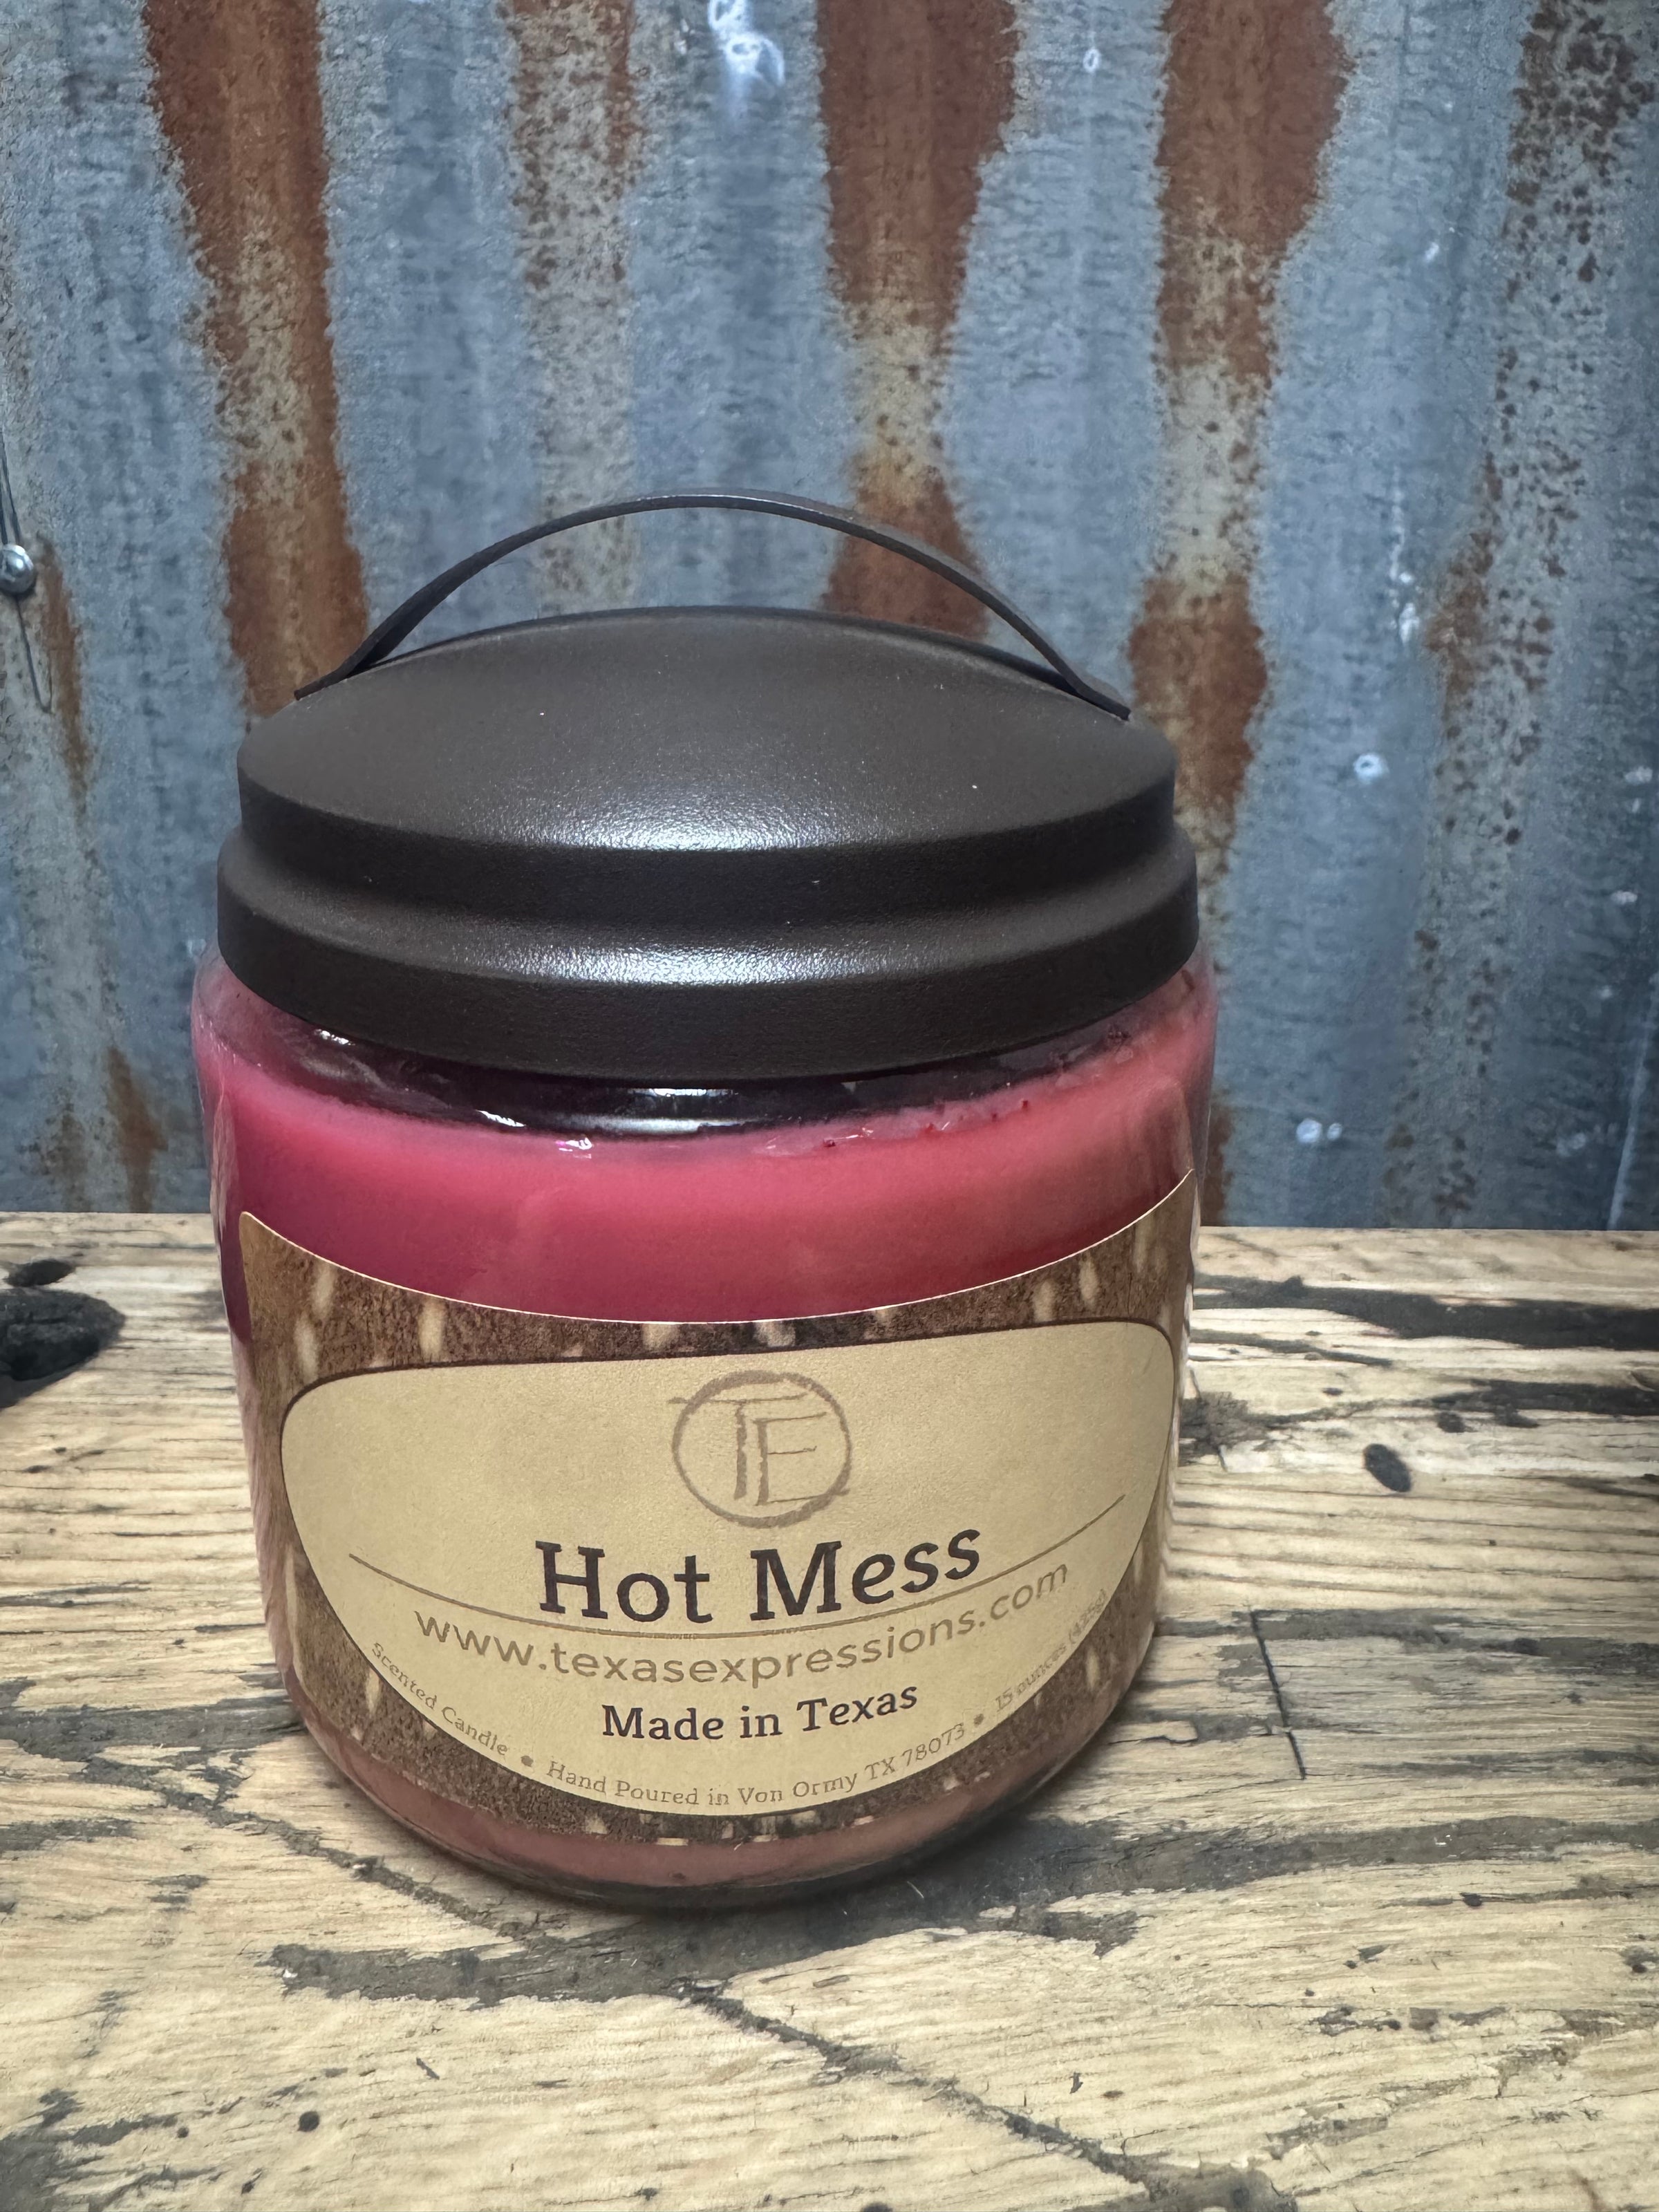 TE
Hot Mess
www.texasexpressions.com
Made in Texas
Scented Candle • Hand Poured in Von Ormy TX 78073 • 15 ounces (425g)